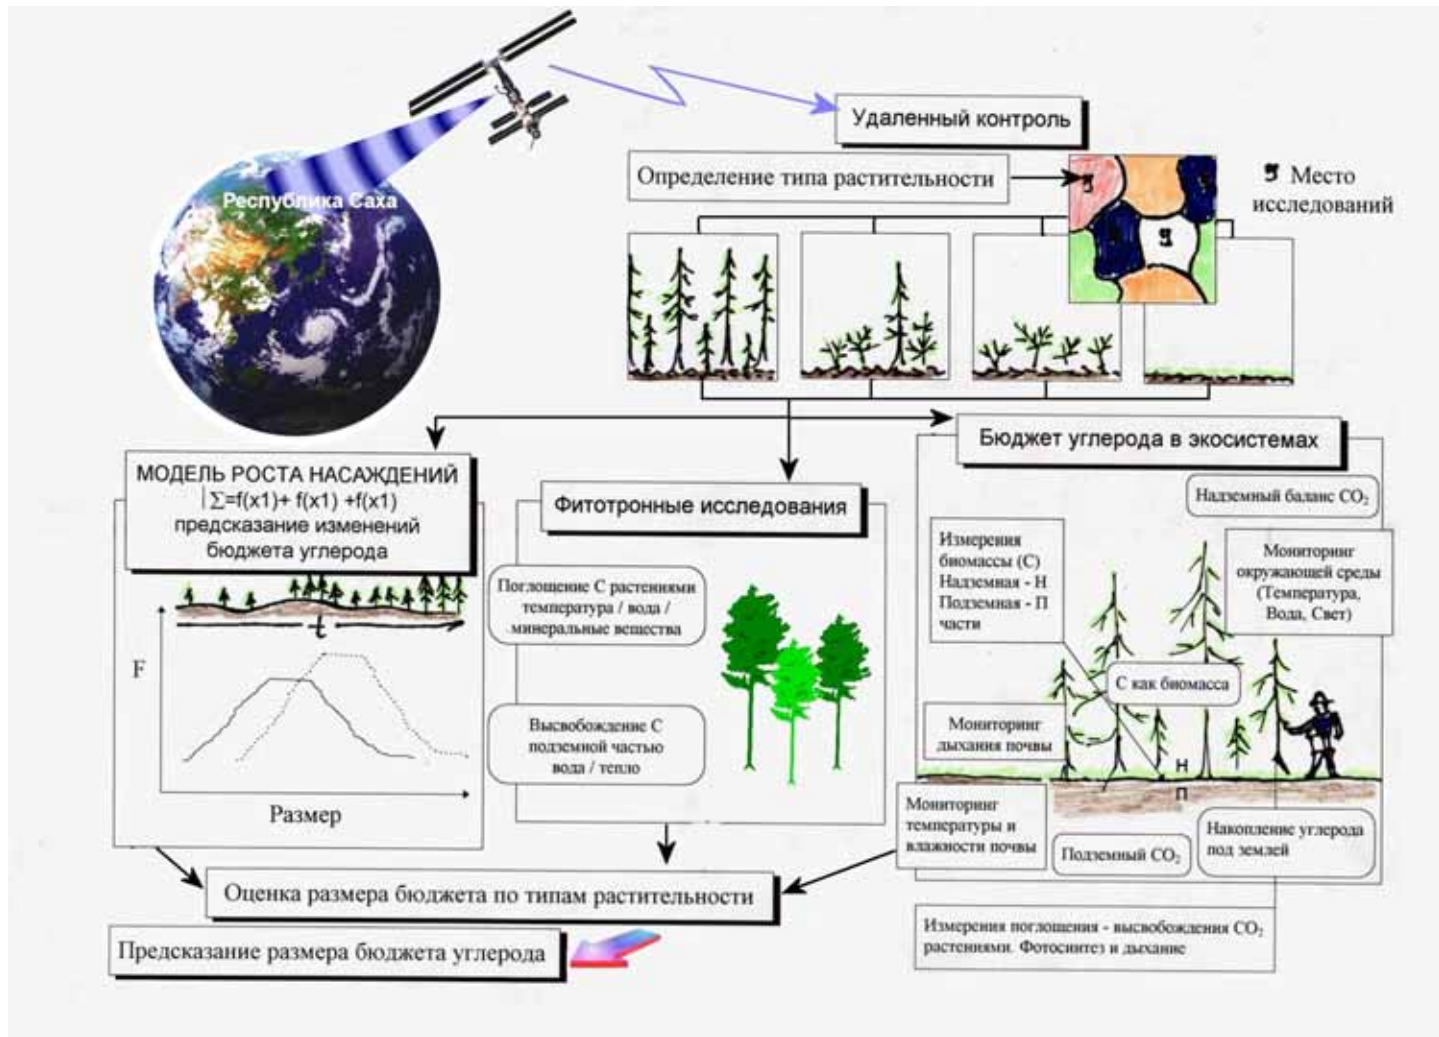 Удаленный контроль
Определение типа растительности
Место
исследований
Республика Саха
Бюджет углерода в экосистемах
МОДЕЛЬ РОСТА НАСАЖДЕНИЙ
|∑=f(x1)+ f(x1) +f(x1)
предсказание изменений
бюджета углерода
t
F
Размер
Фитотронные исследования
Поглощение С растениями
температура / вода /
минеральные вещества
Высвобождение С
подземной частью
вода / тепло
Надземный баланс CO₂
Измерения
биомассы (С)
Надземная - Н
Подземная - П
части
Мониторинг
окружающей среды
(Температура,
Вода, Свет)
С как биомасса
Мониторинг
дыхания почвы
Н
П
Мониторинг
температуры и
влажности почвы
Подземный CO₂
Накопление углерода
под землей
Измерения поглощения - высвобождения CO₂
растениями. Фотосинтез и дыхание
Оценка размера бюджета по типам растительности
Предсказание размера бюджета углерода